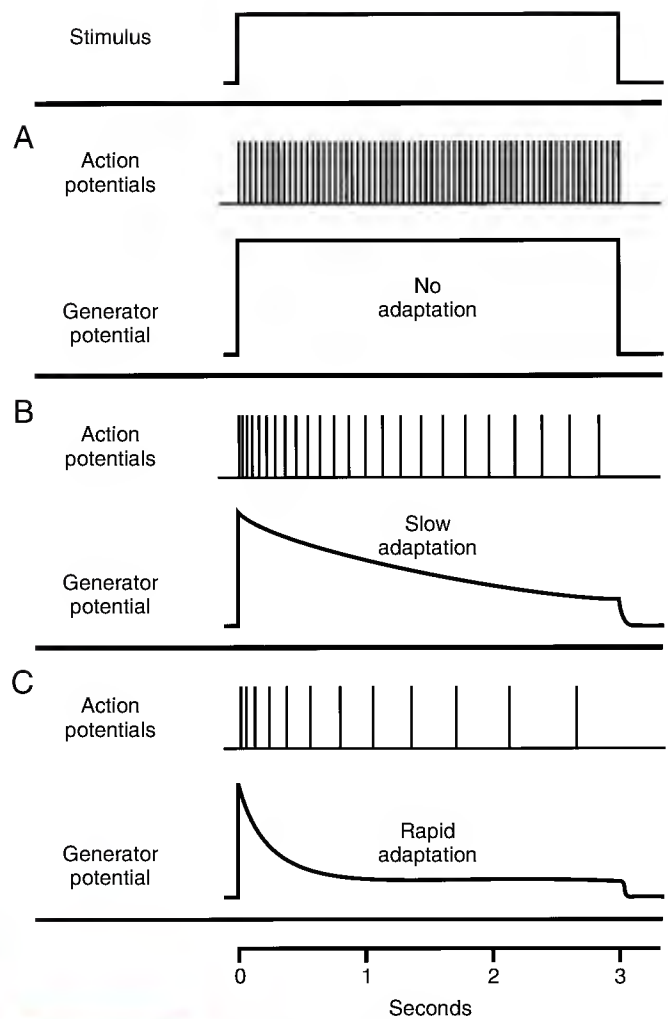 Stimulus
A
Action
potentials
No
adaptation
Generator
potential
B
Action
potentials
Slow
adaptation
Generator
potential
C
Action
potentials
Rapid
adaptation
Generator
potential
0 1 2 3
Seconds